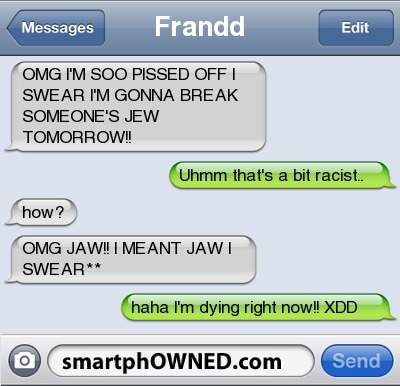 Messages
Frandd
Edit
OMG I'M SOO PISSED OFF I
SWEAR I'M GONNA BREAK
SOMEONE'S JEW
TOMORROW!!
Uhmm that's a bit racist..
how?
OMG JAW!! I MEANT JAW I
SWEAR**
haha I'm dying right now!! XDD
smartphOWNED.com
Send